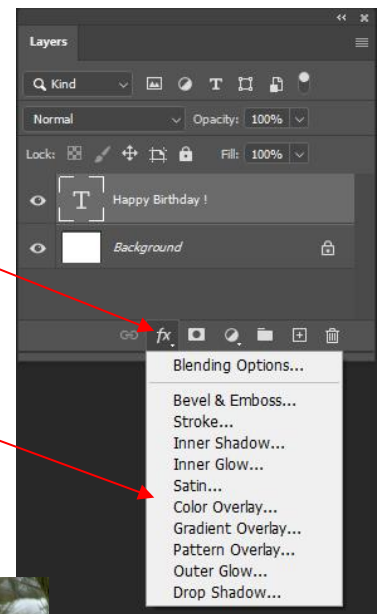 Layers
Kind
Normal Opacity: 100%
Lock: Fill: 100%
T Happy Birthday !
Background
fx
Blending Options...
Bevel & Emboss...
Stroke...
Inner Shadow...
Inner Glow...
Satin...
Color Overlay...
Gradient Overlay...
Pattern Overlay...
Outer Glow...
Drop Shadow...